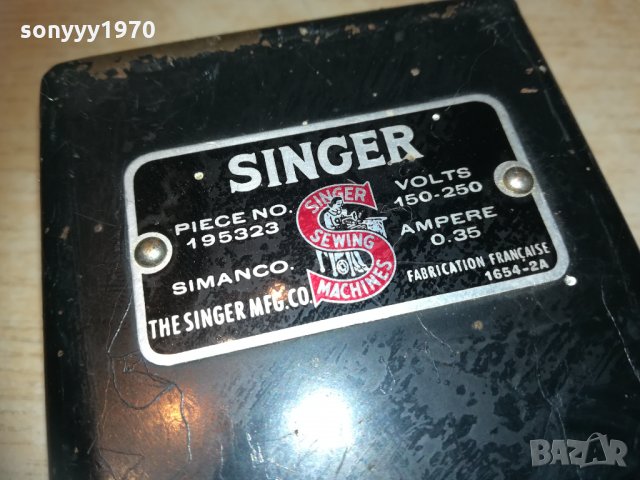 sonyyy1970
SINGER
PIECE NO.
195323
SIMANCO.
THE SINGER MFG.CO.
SINGER
SEWING
MACHINES
VOLTS
150-250
AMPERE
0.35
FABRICATION FRANÇAISE
1654-2A
BAZAR